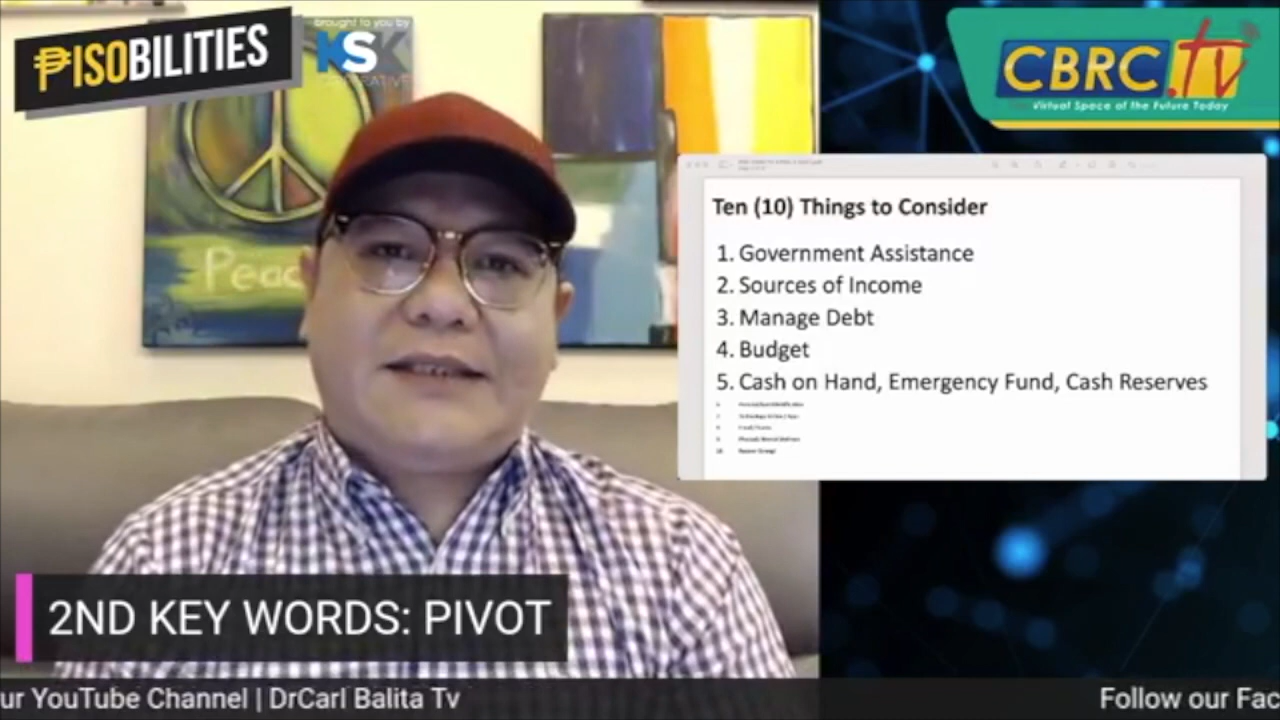 ₱ISOBILITIES
brought to you by
KSK
CBRC.tv
Virtual Space of the Future Today
Peac
Ten (10) Things to Consider
1. Government Assistance
2. Sources of Income
3. Manage Debt
4. Budget
5. Cash on Hand, Emergency Fund, Cash Reserves
2ND KEY WORDS: PIVOT
ur YouTube Channel | DrCarl Balita Tv
Follow our Fac